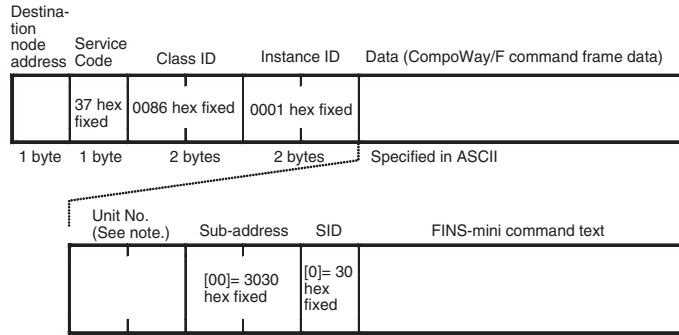 Destina-
tion
node
address
Service
Code
Class ID
Instance ID
Data (CompoWay/F command frame data)
37 hex
fixed
0086 hex fixed
0001 hex fixed
1 byte
1 byte
2 bytes
2 bytes
Specified in ASCII
Unit No.
(See note.)
Sub-address
SID
FINS-mini command text
[00]= 3030
hex fixed
[0]= 30
hex
fixed